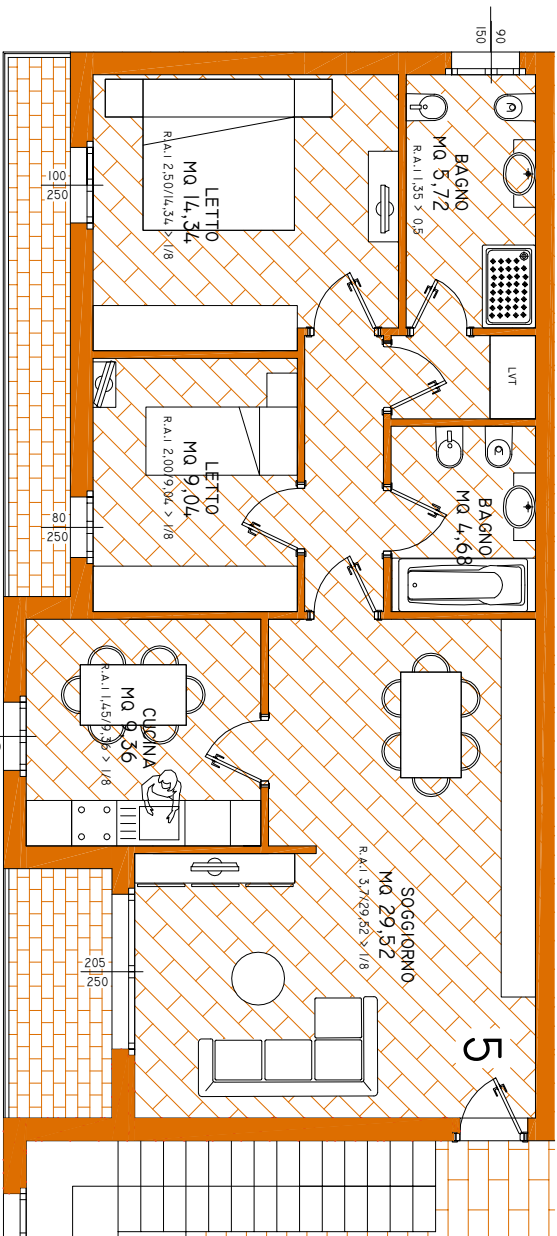 90
150
BAGNO
MQ 5,72
R.A.I 1,35 > 0,5
LETTO
MQ 14,34
R.A.I 2,50/14,34 > 1/8
100
250
LVT
BAGNO
MQ 4,68
LETTO
MQ 9,04
R.A.I 2,00/9,04 > 1/8
80
250
CUCINA
MQ 9,36
R.A.I 1,45/9,36 > 1/8
SOGGIORNO
MQ 29,52
R.A.I 3,7/29,52 > 1/8
205
250
5